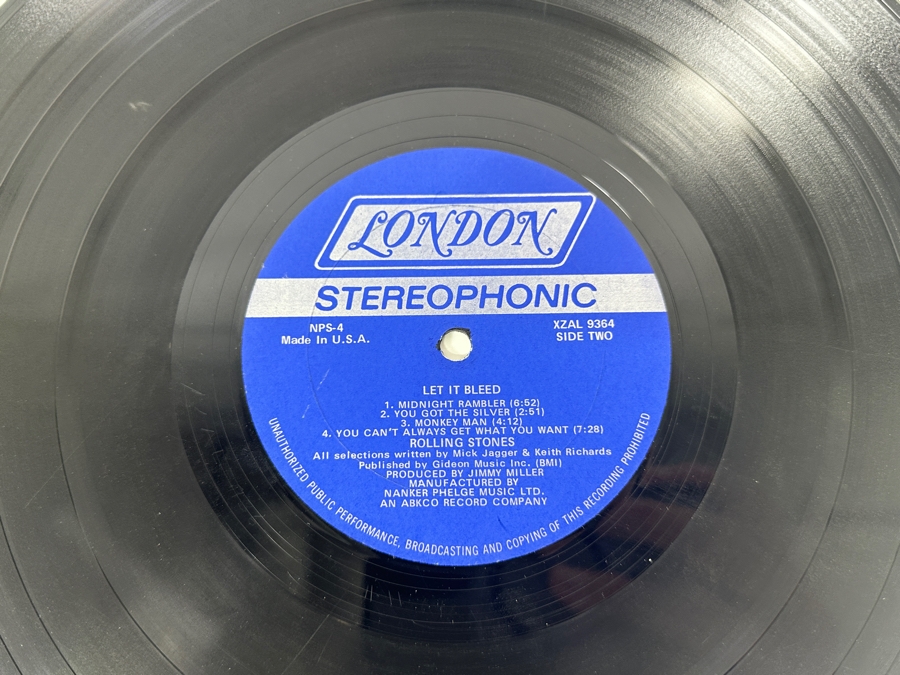 LONDON
STEREOPHONIC
NPS-4
Made In U.S.A.
XZAL 9364
SIDE TWO
LET IT BLEED
1. MIDNIGHT RAMBLER (6:52)
2. YOU GOT THE SILVER (2:51)
3. MONKEY MAN (4:12)
4. YOU CAN'T ALWAYS GET WHAT YOU WANT (7:28)
ROLLING STONES
All selections written by Mick Jagger & Keith Richards
Published by Gideon Music Inc. (BMI)
PRODUCED BY JIMMY MILLER
MANUFACTURED BY
NANKER PHELGE MUSIC LTD.
AN ABKCO RECORD COMPANY
UNAUTHORIZED PUBLIC PERFORMANCE, BROADCASTING AND COPYING OF THIS RECORDING PROHIBITED